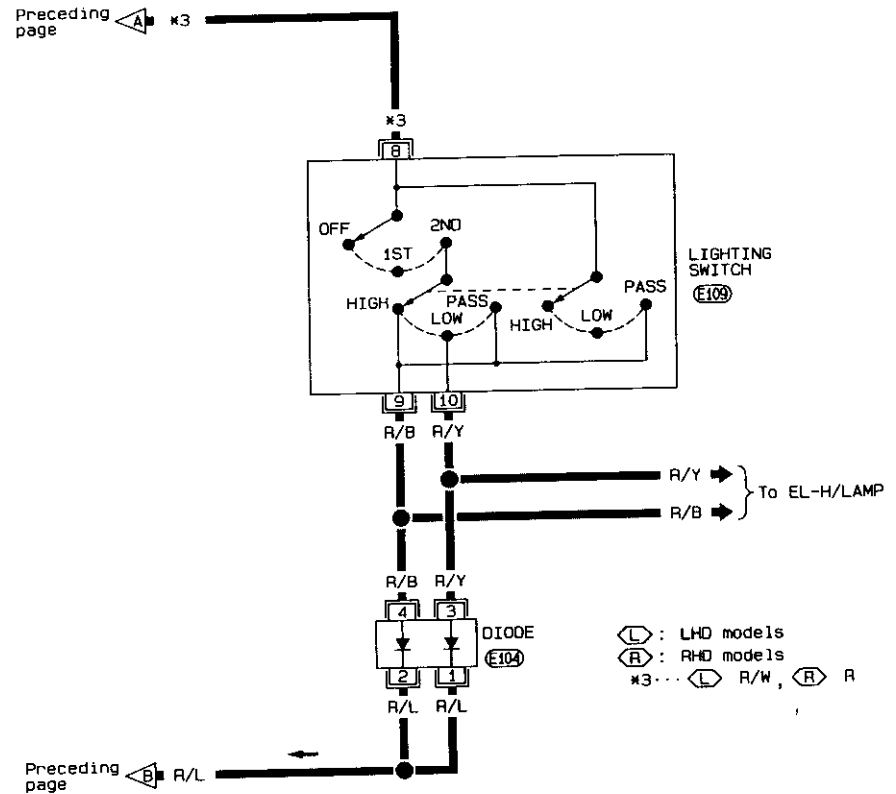 Preceding page A *3
*3
8
OFF 2ND
1ST
HIGH PASS
LOW
HIGH LOW PASS
LIGHTING SWITCH
E109
9 10
R/B R/Y
R/Y
R/B
To EL-H/LAMP
R/B R/Y
4 3
DIODE
E104
2 1
R/L R/L
L : LHD models
R : RHD models
*3··· L R/W, R R
Preceding page B R/L